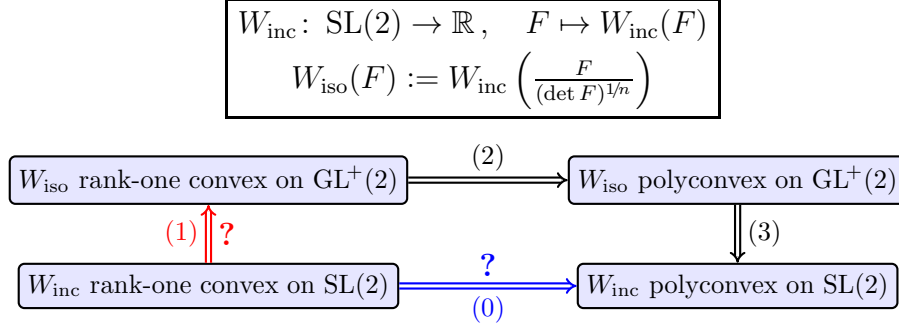 W_inc : SL(2) → ℝ , F ↦ W_inc(F)
W_iso(F) := W_inc ( F / (det F)^{1/n} )
(2)
W_iso rank-one convex on GL⁺(2) W_iso polyconvex on GL⁺(2)
(1) ? (3)
?
W_inc rank-one convex on SL(2) W_inc polyconvex on SL(2)
(0)